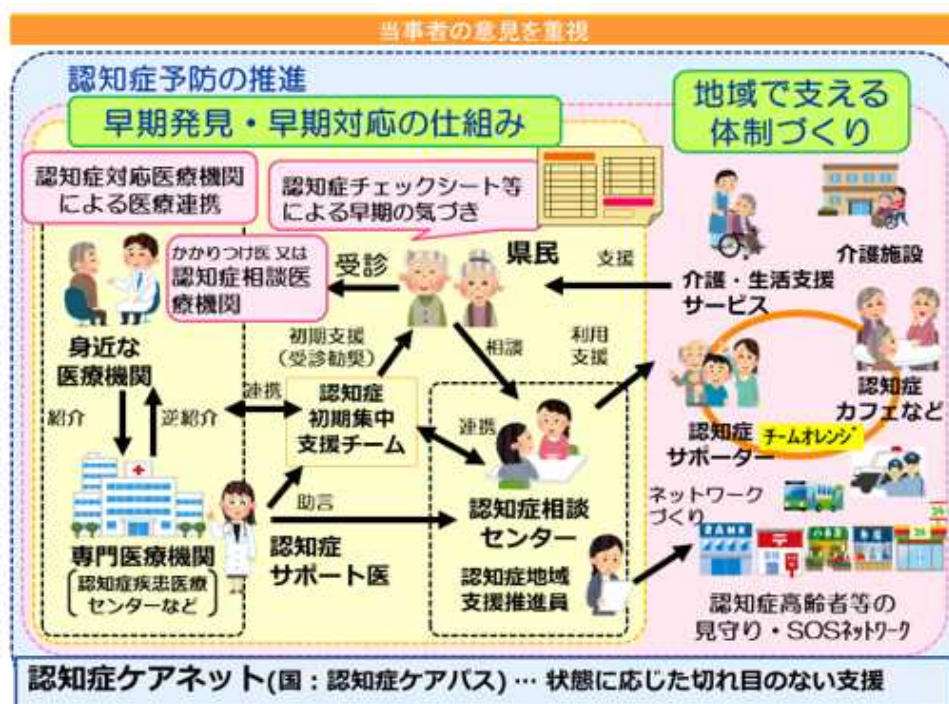 当事者の意見を重視
認知症予防の推進
早期発見・早期対応の仕組み
地域で支える
体制づくり
認知症対応医療機関
による医療連携
認知症チェックシート等
による早期の気づき
かかりつけ医 又は
認知症相談医
療機関
受診
県民
支援
介護・生活支援
サービス
介護施設
身近な
医療機関
初期支援
(受診勧奨)
相談
利用
支援
紹介
逆紹介
連携
認知症
初期集中
支援チーム
連携
認知症
サポーター
チームオレンジ
認知症
カフェなど
助言
認知症相談
センター
ネットワーク
づくり
BANK
専門医療機関
認知症疾患医療
センターなど
認知症
サポート医
認知症地域
支援推進員
認知症高齢者等の
見守り・SOSネットワーク
認知症ケアネット(国：認知症ケアパス) … 状態に応じた切れ目のない支援